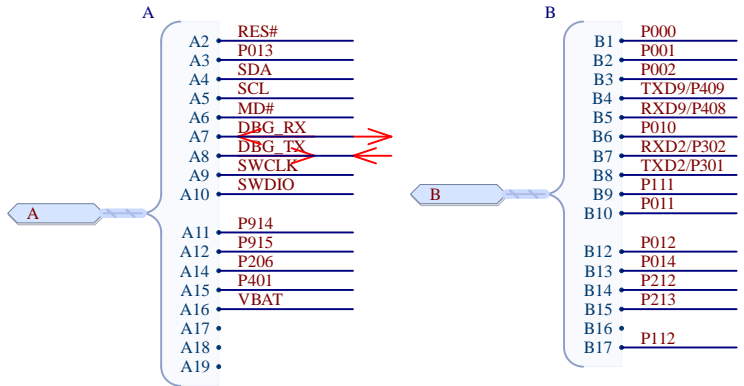 A
A2 RES#
A3 P013
A4 SDA
A5 SCL
A6 MD#
A7 DBG_RX
A8 DBG_TX
A9 SWCLK
A10 SWDIO
A
A11 P914
A12 P915
A14 P206
A15 P401
A16 VBAT
A17
A18
A19
B
B1 P000
B2 P001
B3 P002
B4 TXD9/P409
B5 RXD9/P408
B6 P010
B7 RXD2/P302
B8 TXD2/P301
B
B9 P111
B10 P011
B12 P012
B13 P014
B14 P212
B15 P213
B16
B17 P112